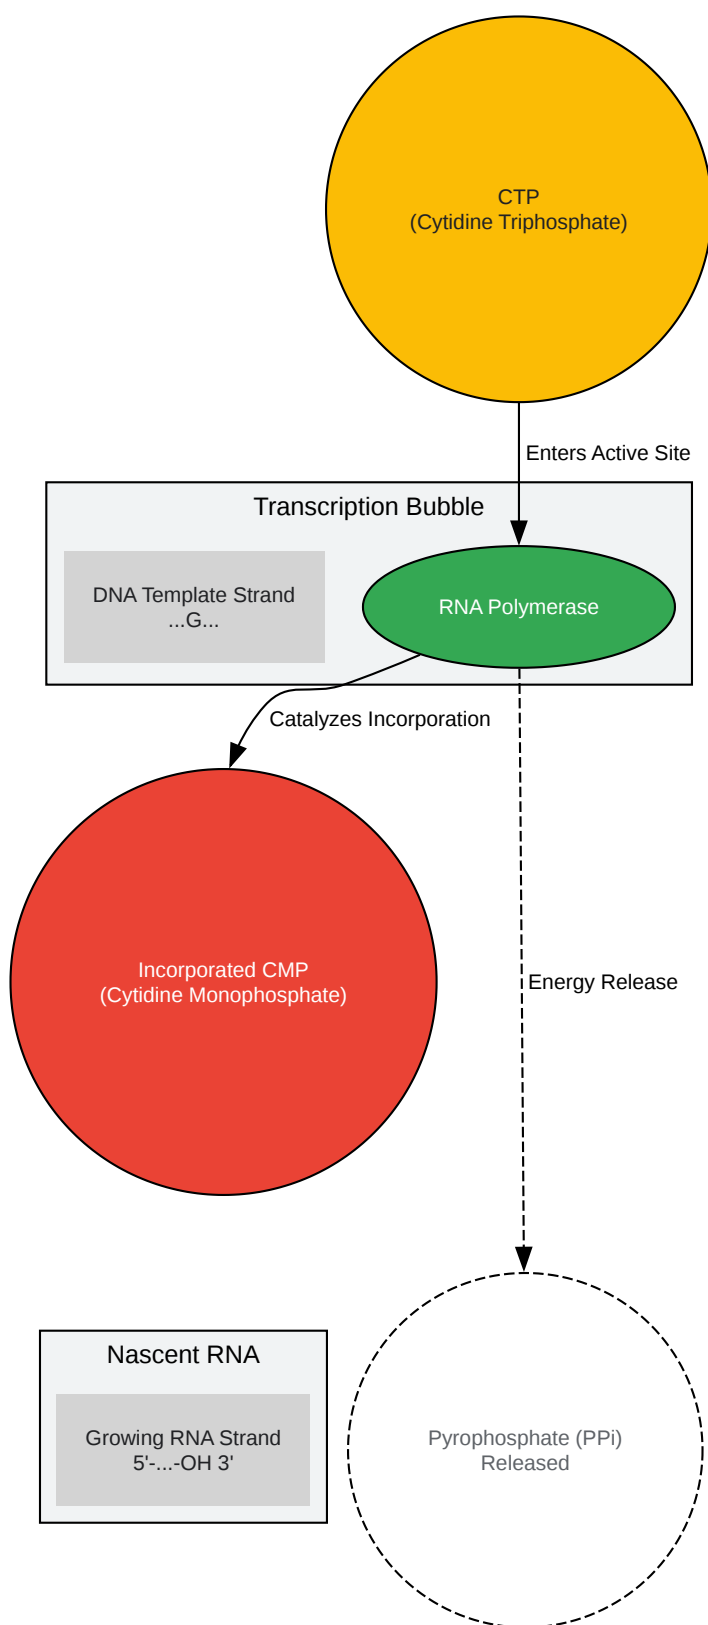 CTP
(Cytidine Triphosphate)
Enters Active Site
Transcription Bubble
DNA Template Strand
...G...
RNA Polymerase
Catalyzes Incorporation
Incorporated CMP
(Cytidine Monophosphate)
Energy Release
Nascent RNA
Growing RNA Strand
5'-...-OH 3'
Pyrophosphate (PPi)
Released